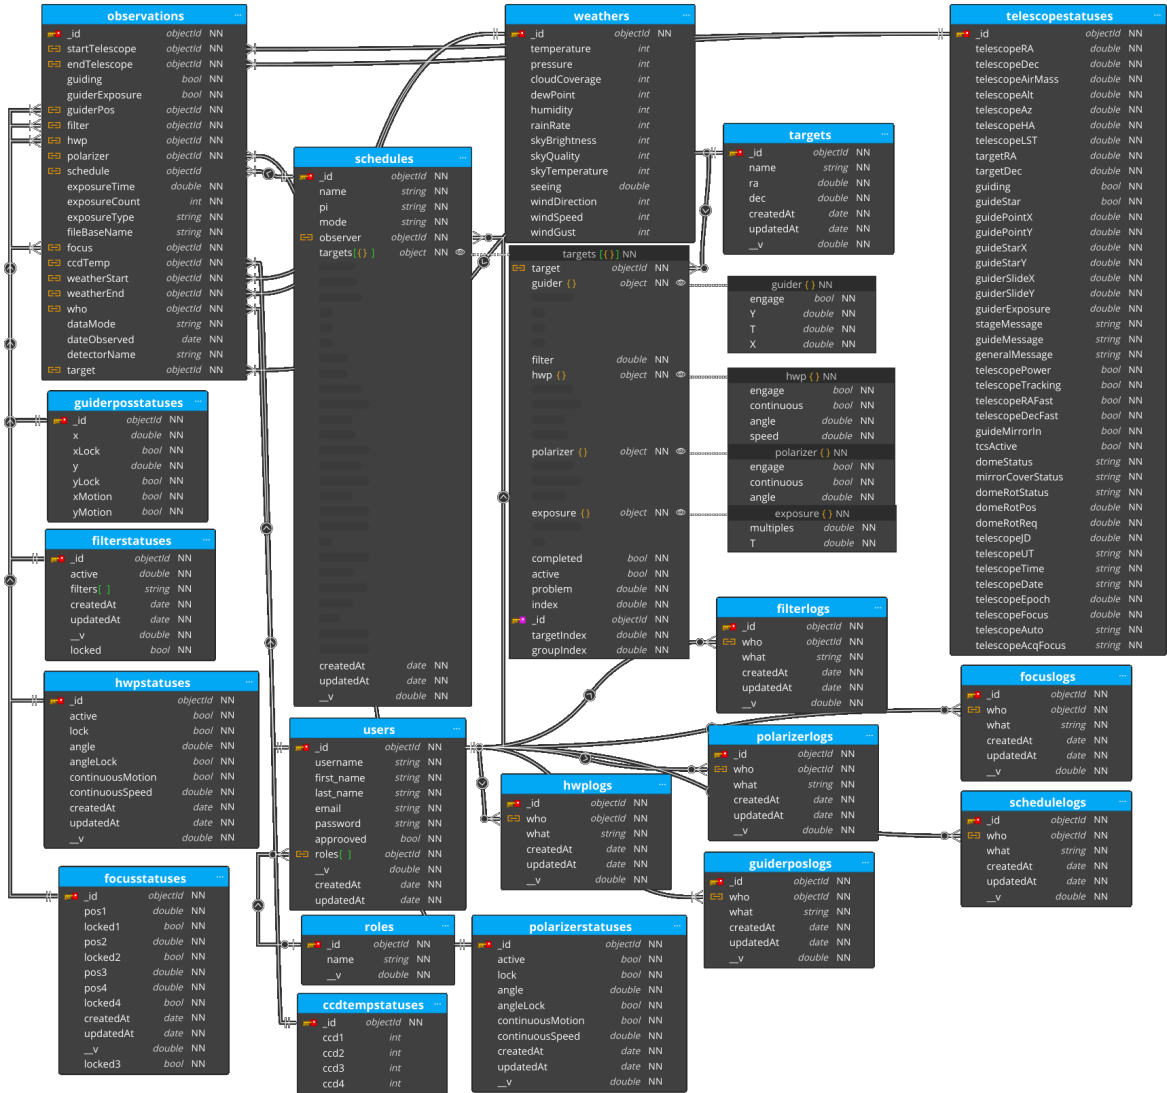 observations ...
_id objectId NN
startTelescope objectId NN
endTelescope objectId NN
guiding bool NN
guiderExposure bool NN
guiderPos objectId NN
filter objectId NN
hwp objectId NN
polarizer objectId NN
schedule objectId NN
exposureTime double NN
exposureCount int NN
exposureType string NN
fileBaseName string NN
focus objectId NN
ccdTemp objectId NN
weatherStart objectId NN
weatherEnd objectId NN
who objectId NN
dataMode string NN
dateObserved date NN
detectorName string NN
target objectId NN
guiderposstatuses ...
_id objectId NN
x double NN
xLock bool NN
y double NN
yLock bool NN
xMotion bool NN
yMotion bool NN
filterstatuses ...
_id objectId NN
active double NN
filters[ ] string NN
createdAt date NN
updatedAt date NN
__v double NN
locked bool NN
hwpstatuses ...
_id objectId NN
active bool NN
lock bool NN
angle double NN
angleLock bool NN
continuousMotion bool NN
continuousSpeed double NN
createdAt date NN
updatedAt date NN
__v double NN
focusstatuses ...
_id objectId NN
pos1 double NN
locked1 bool NN
pos2 double NN
locked2 bool NN
pos3 double NN
pos4 double NN
locked4 bool NN
createdAt date NN
updatedAt date NN
__v double NN
locked3 bool NN
schedules ...
_id objectId NN
name string NN
pi string NN
mode string NN
observer objectId NN
targets[{} ] object NN
createdAt date NN
updatedAt date NN
__v double NN
users ...
_id objectId NN
username string NN
first_name string NN
last_name string NN
email string NN
password string NN
approoved bool NN
roles[ ] objectId NN
__v double NN
createdAt date NN
updatedAt date NN
roles ...
_id objectId NN
name string NN
__v double NN
ccdtempstatuses ...
_id objectId NN
ccd1 int
ccd2 int
ccd3 int
ccd4 int
weathers ...
_id objectId NN
temperature int
pressure int
cloudCoverage int
dewPoint int
humidity int
rainRate int
skyBrightness int
skyQuality int
skyTemperature int
seeing double
windDirection int
windSpeed int
windGust int
targets [{} ] NN
target objectId NN
guider {} object NN
filter double NN
hwp {} object NN
polarizer {} object NN
exposure {} object NN
completed bool NN
active bool NN
problem double NN
index double NN
_id objectId NN
targetIndex double NN
groupIndex double NN
hwplogs ...
_id objectId NN
who objectId NN
what string NN
createdAt date NN
updatedAt date NN
__v double NN
polarizerstatuses ...
_id objectId NN
active bool NN
lock bool NN
angle double NN
angleLock bool NN
continuousMotion bool NN
continuousSpeed double NN
createdAt date NN
updatedAt date NN
__v double NN
targets ...
_id objectId NN
name string NN
ra double NN
dec double NN
createdAt date NN
updatedAt date NN
__v double NN
guider { } NN
engage bool NN
Y double NN
T double NN
X double NN
hwp { } NN
engage bool NN
continuous bool NN
angle double NN
speed double NN
polarizer { } NN
engage bool NN
continuous bool NN
angle double NN
exposure { } NN
multiples double NN
T double NN
filterlogs ...
_id objectId NN
who objectId NN
what string NN
createdAt date NN
updatedAt date NN
__v double NN
polarizerlogs ...
_id objectId NN
who objectId NN
what string NN
createdAt date NN
updatedAt date NN
__v double NN
guiderposlogs ...
_id objectId NN
who objectId NN
what string NN
createdAt date NN
updatedAt date NN
__v double NN
telescopestatuses ...
_id objectId NN
telescopeRA double NN
telescopeDec double NN
telescopeAirMass double NN
telescopeAlt double NN
telescopeAz double NN
telescopeHA double NN
telescopeLST double NN
targetRA double NN
targetDec double NN
guiding bool NN
guideStar bool NN
guidePointX double NN
guidePointY double NN
guideStarX double NN
guideStarY double NN
guiderSlideX double NN
guiderSlideY double NN
guiderExposure double NN
stageMessage string NN
guideMessage string NN
generalMessage string NN
telescopePower bool NN
telescopeTracking bool NN
telescopeRAFast bool NN
telescopeDecFast bool NN
guideMirrorIn bool NN
tcsActive bool NN
domeStatus string NN
mirrorCoverStatus string NN
domeRotStatus string NN
domeRotPos double NN
domeRotReq double NN
telescopeJD double NN
telescopeUT string NN
telescopeTime string NN
telescopeDate string NN
telescopeEpoch double NN
telescopeFocus double NN
telescopeAuto string NN
telescopeAcqFocus string NN
focuslogs ...
_id objectId NN
who objectId NN
what string NN
createdAt date NN
updatedAt date NN
__v double NN
schedulelogs ...
_id objectId NN
who objectId NN
what string NN
createdAt date NN
updatedAt date NN
__v double NN